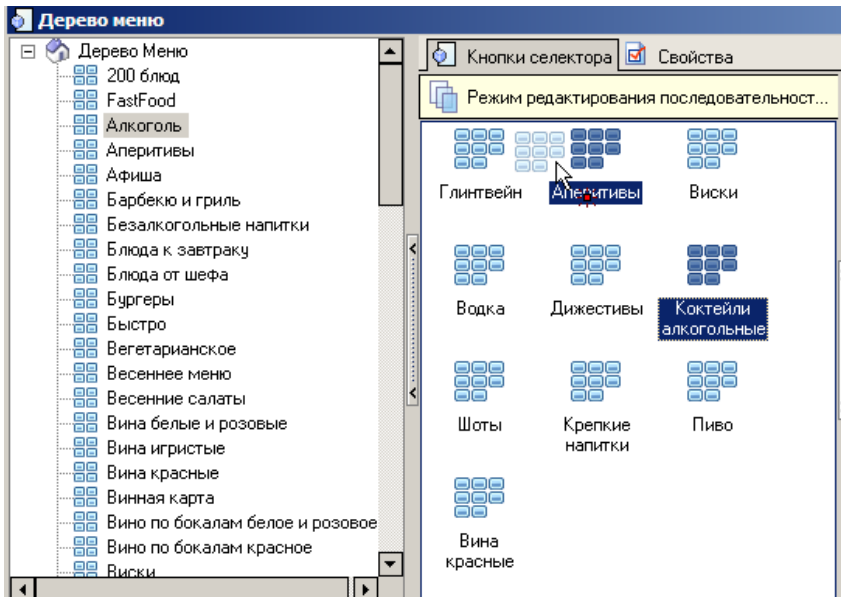 Дерево меню
Дерево Меню
200 блюд
FastFood
Алкоголь
Аперитивы
Афиша
Барбекю и гриль
Безалкогольные напитки
Блюда к завтраку
Блюда от шефа
Бургеры
Быстро
Вегетарианское
Весеннее меню
Весенние салаты
Вина белые и розовые
Вина игристые
Вина красные
Винная карта
Вино по бокалам белое и розовое
Вино по бокалам красное
Виски
Кнопки селектора Свойства
Режим редактирования последовательност...
Глинтвейн Аперитивы Виски
Водка Дижестивы Коктейли
алкогольные
Шоты Крепкие Пиво
напитки
Вина
красные